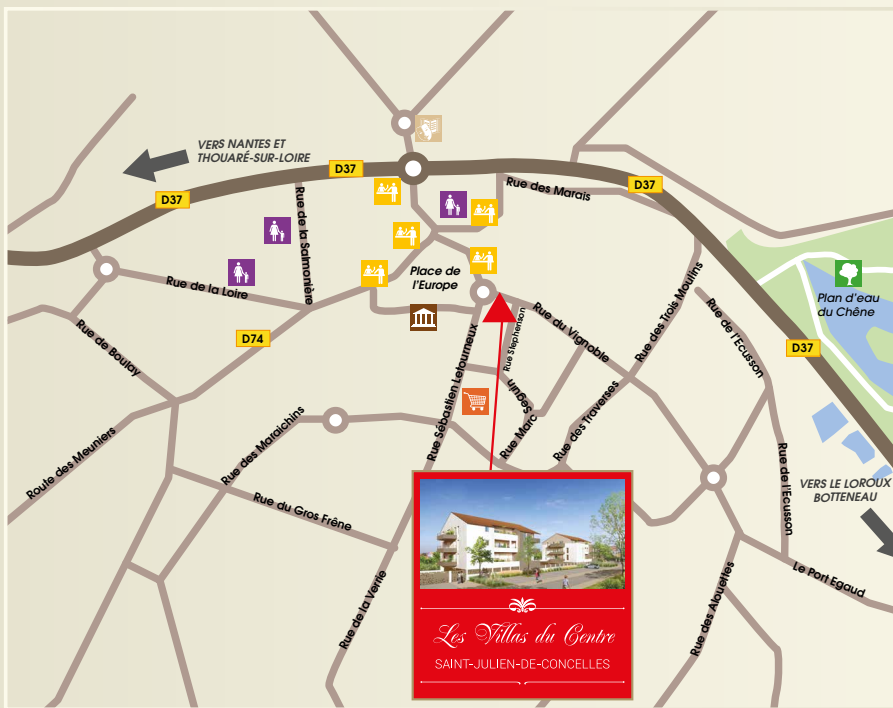 VERS NANTES ET
THOUARÉ-SUR-LOIRE
D37
D37
D37
Rue des Marais
Rue de la Salmonière
Place de
l'Europe
Rue de la Loire
Plan d'eau
du Chêne
Rue de Boulay
D74
Rue Sébastien Letourneux
Rue Stephenson
Rue du Vignoble
Rue des Trois Moulins
Rue de l'Ecusson
D37
Route des Meuniers
Rue des Maraichins
Rue Marc
Seguin
Rue des Traverses
Rue du Gros Frêne
Rue de l'Ecusson
VERS LE LOROUX
BOTTENEAU
Rue de la Verite
Rue des Alouettes
Le Port Egaud
Les Villas du Centre
SAINT-JULIEN-DE-CONCELLES